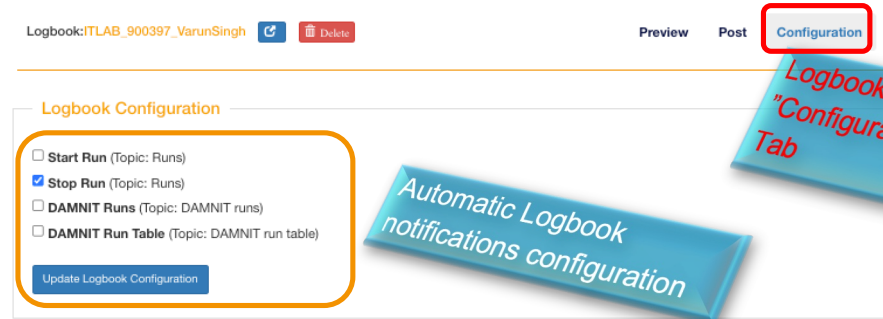 Logbook:ITLAB_900397_VarunSingh Delete Preview Post Configuration
Logbook
"Configura
Tab
Logbook Configuration
Start Run (Topic: Runs)
Stop Run (Topic: Runs)
DAMNIT Runs (Topic: DAMNIT runs)
DAMNIT Run Table (Topic: DAMNIT run table)
Update Logbook Configuration
Automatic Logbook
notifications configuration